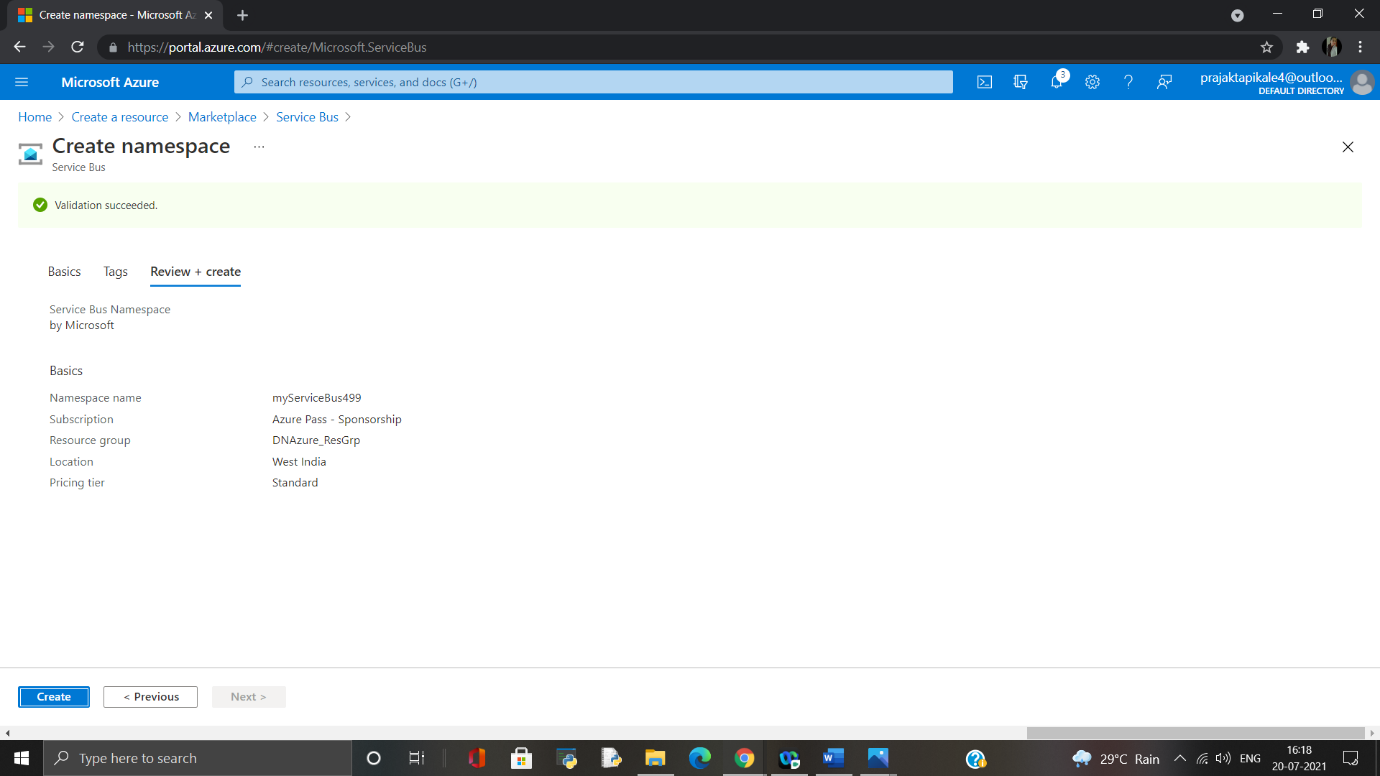 Create namespace - Microsoft Az
https://portal.azure.com/#create/Microsoft.ServiceBus
Microsoft Azure
Search resources, services, and docs (G+/)
3
prajaktapikale4@outloo...
DEFAULT DIRECTORY
Home > Create a resource > Marketplace > Service Bus >
Create namespace ...
Service Bus
Validation succeeded.
Basics Tags Review + create
Service Bus Namespace
by Microsoft
Basics
Namespace name myServiceBus499
Subscription Azure Pass - Sponsorship
Resource group DNAzure_ResGrp
Location West India
Pricing tier Standard
Create < Previous Next >
Type here to search
29°C Rain
ENG
16:18
20-07-2021